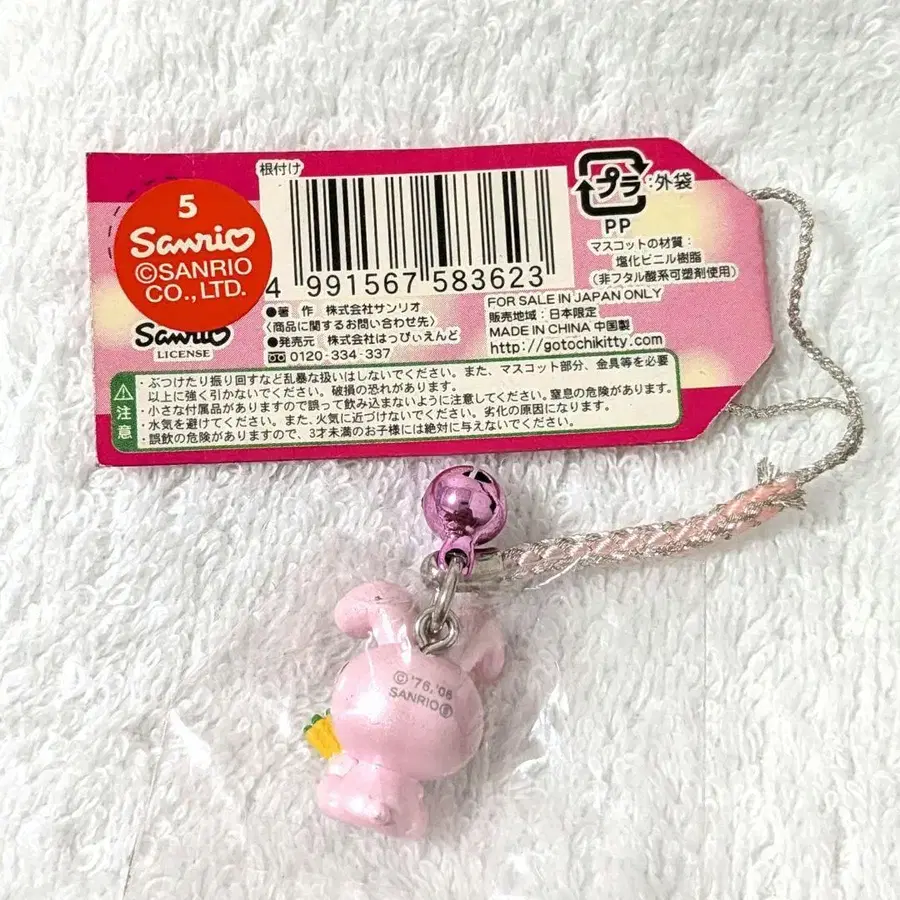 根付け
5
Sanrio
©SANRIO
CO., LTD.
Sanrio
LICENSE
4 991567 583623
プラ :外袋
PP
マスコットの材質:
塩化ビニル樹脂
(非フタル酸系可塑剤使用)
●著 作 株式会社サンリオ
〈商品に関するお問い合わせ先〉
●発売元 株式会社はっぴぃえんど
0120-334-337
FOR SALE IN JAPAN ONLY
販売地域:日本限定
MADE IN CHINA 中国製
http://gotochikitty.com
注意
・ぶつけたり振り回すなど乱暴な扱いはしないでください。また、マスコット部分、金具等を必要
以上に強く引かないでください。破損の恐れがあります。
・小さな付属品がありますので誤って飲み込まないように注意してください。窒息の危険があります。
・水気を避けてください。また、火気に近づけないでください。劣化の原因になります。
・誤飲の危険がありますので、3才未満のお子様には絶対に与えないでください。
© '76, '06
SANRIO®